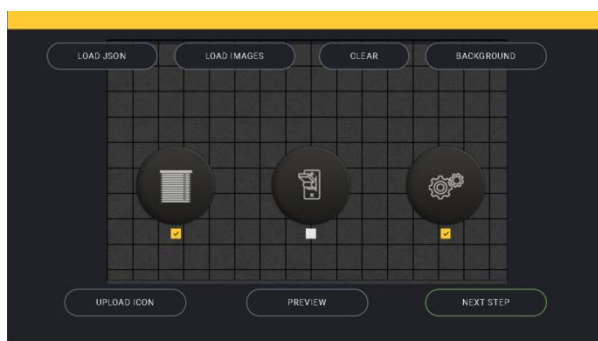 LOAD JSON
LOAD IMAGES
CLEAR
BACKGROUND
UPLOAD ICON
PREVIEW
NEXT STEP